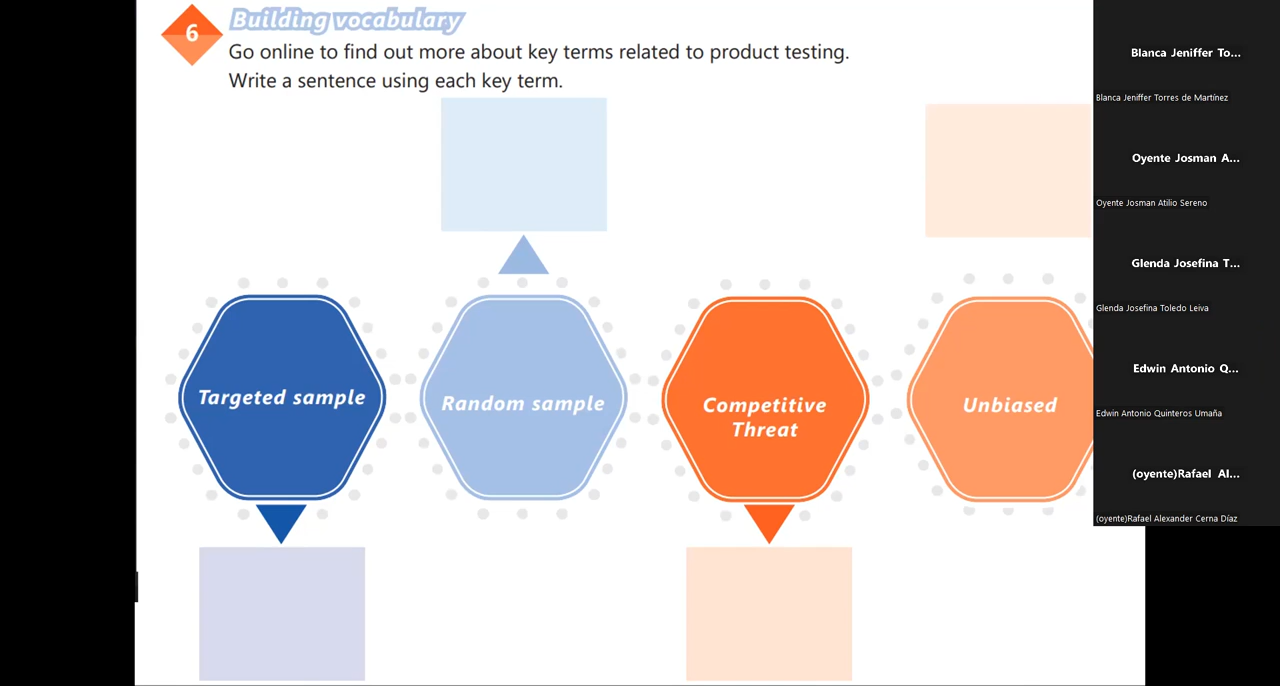 6
Building vocabulary
Go online to find out more about key terms related to product testing.
Write a sentence using each key term.
Targeted sample
Random sample
Competitive
Threat
Unbiased
Blanca Jeniffer To...
Blanca Jeniffer Torres de Martínez
Oyente Josman A...
Oyente Josman Atilio Sereno
Glenda Josefina T...
Glenda Josefina Toledo Leiva
Edwin Antonio Q...
Edwin Antonio Quinteros Umaña
(oyente)Rafael Al...
(oyente)Rafael Alexander Cerna Díaz